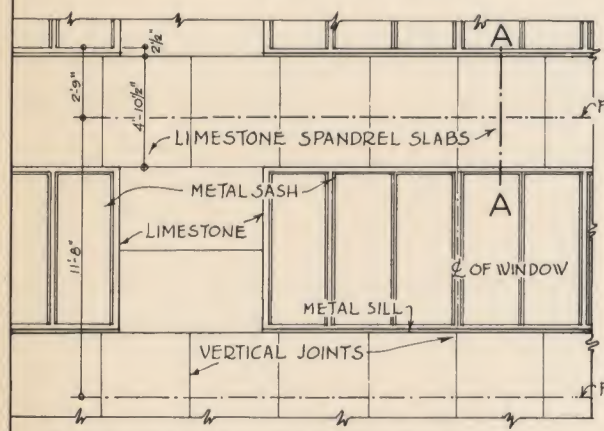 A
2½"
2'-9"
4'-10½"
F
LIMESTONE SPANDREL SLABS
A
METAL SASH
LIMESTONE
11'-8"
℄ OF WINDOW
METAL SILL
VERTICAL JOINTS
F